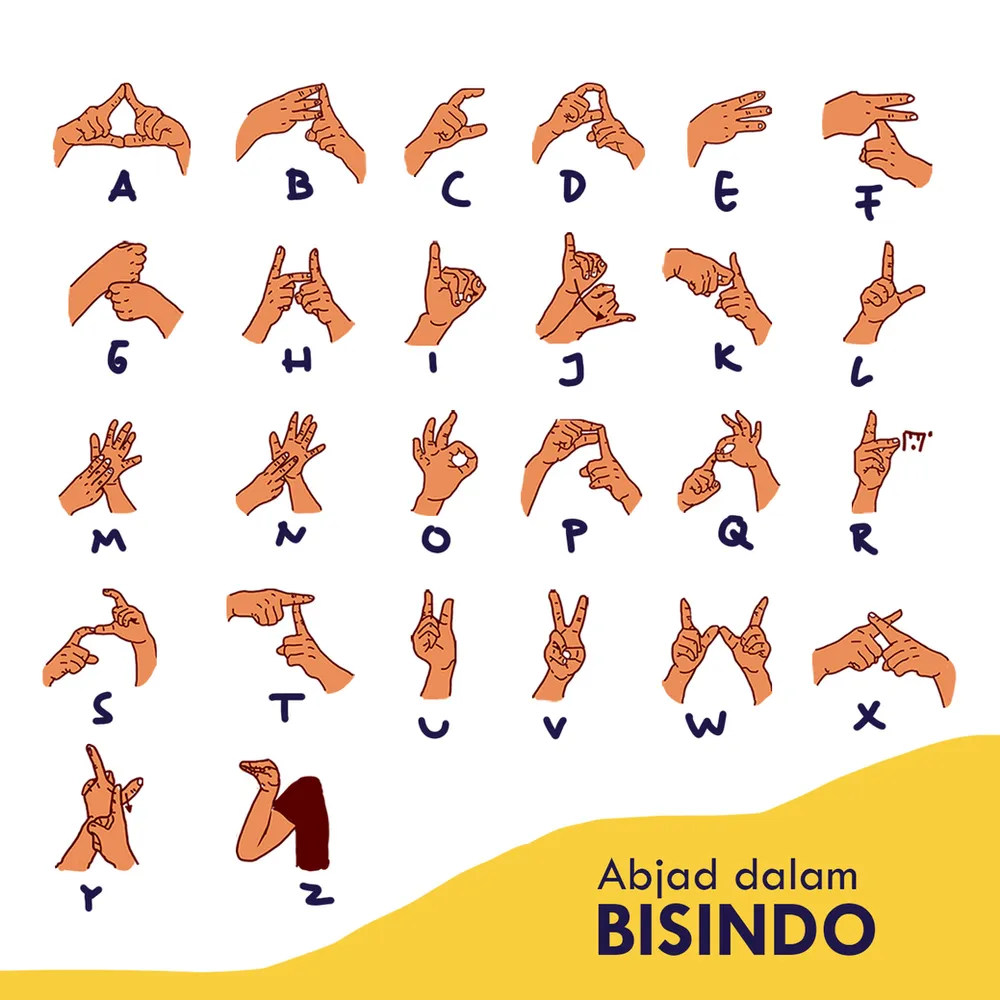 A B C D E F
G H I J K L
M N O P Q R
S T U V W X
Y Z
Abjad dalam
BISINDO